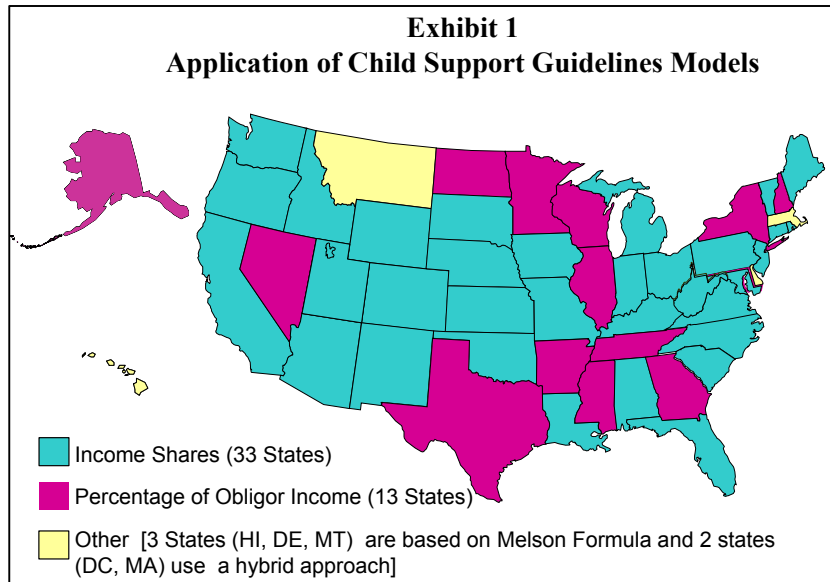 Exhibit 1
Application of Child Support Guidelines Models
Income Shares (33 States)
Percentage of Obligor Income (13 States)
Other [3 States (HI, DE, MT) are based on Melson Formula and 2 states
(DC, MA) use a hybrid approach]